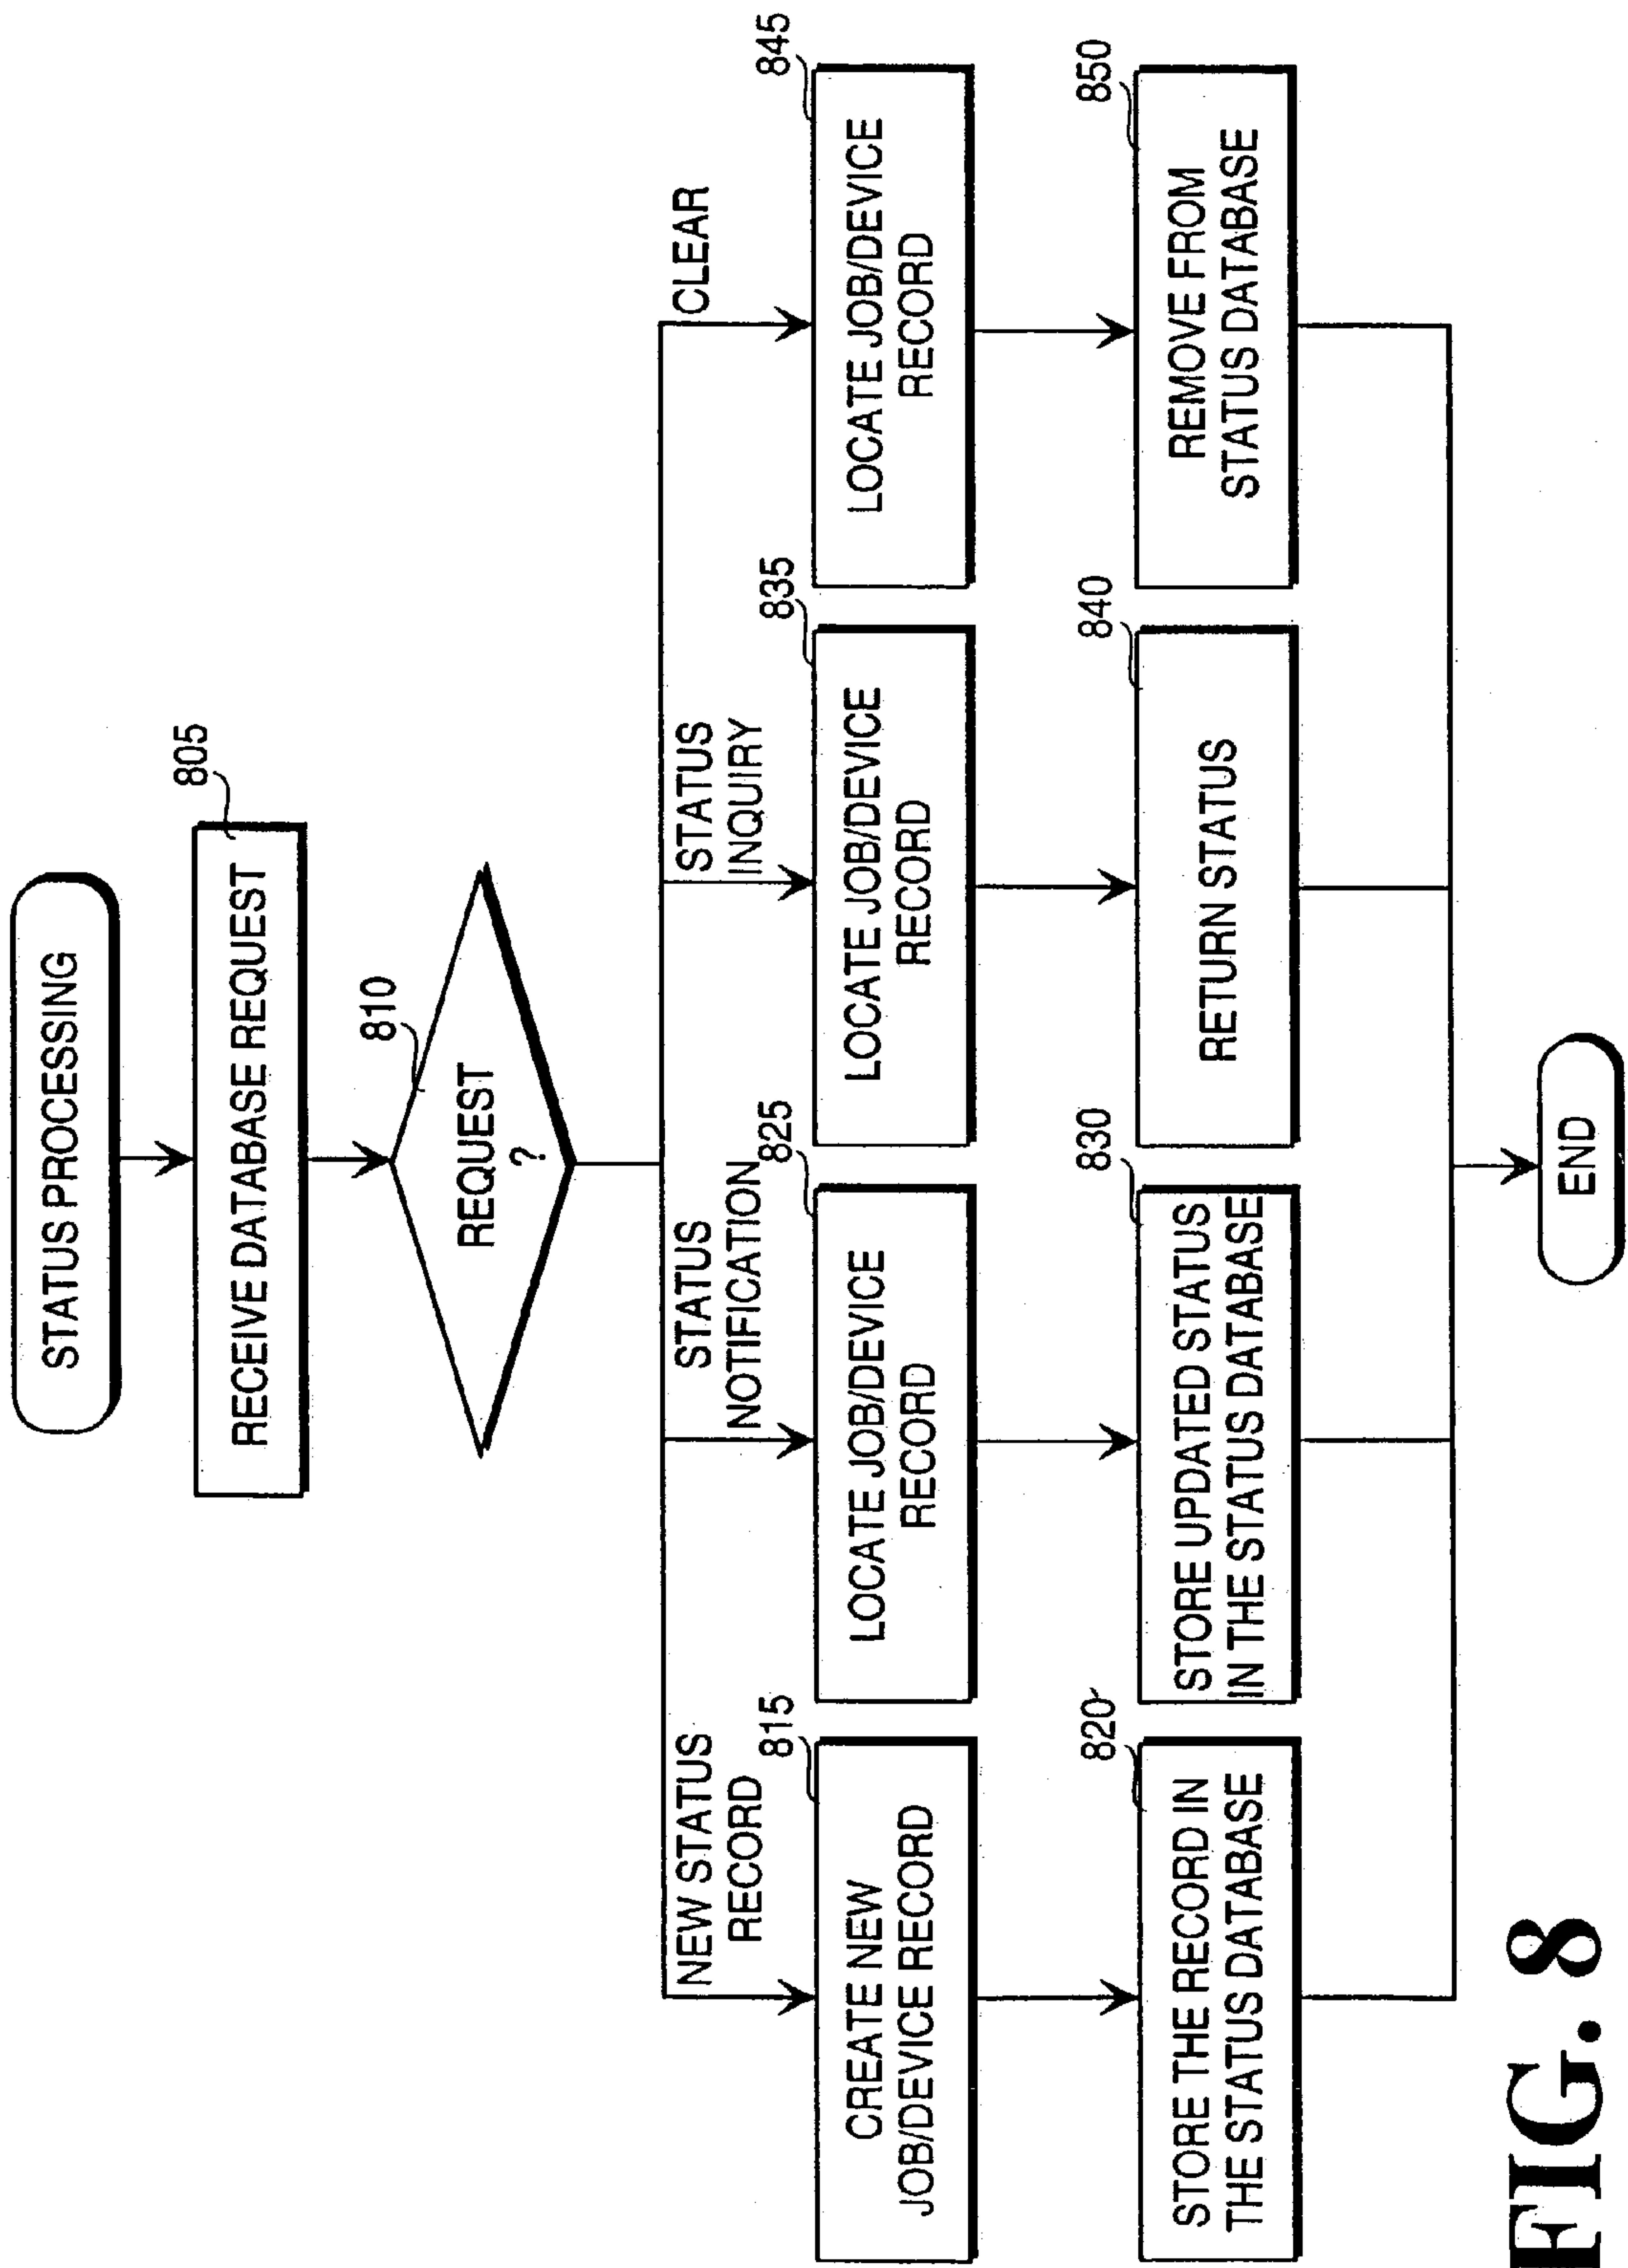 STATUS PROCESSING
805
RECEIVE DATABASE REQUEST
810
REQUEST
?
NEW STATUS
RECORD
STATUS
NOTIFICATION
STATUS
INQUIRY
CLEAR
815
CREATE NEW
JOB/DEVICE RECORD
825
LOCATE JOB/DEVICE
RECORD
835
LOCATE JOB/DEVICE
RECORD
845
LOCATE JOB/DEVICE
RECORD
820
STORE THE RECORD IN
THE STATUS DATABASE
830
STORE UPDATED STATUS
IN THE STATUS DATABASE
840
RETURN STATUS
850
REMOVE FROM
STATUS DATABASE
END
FIG. 8